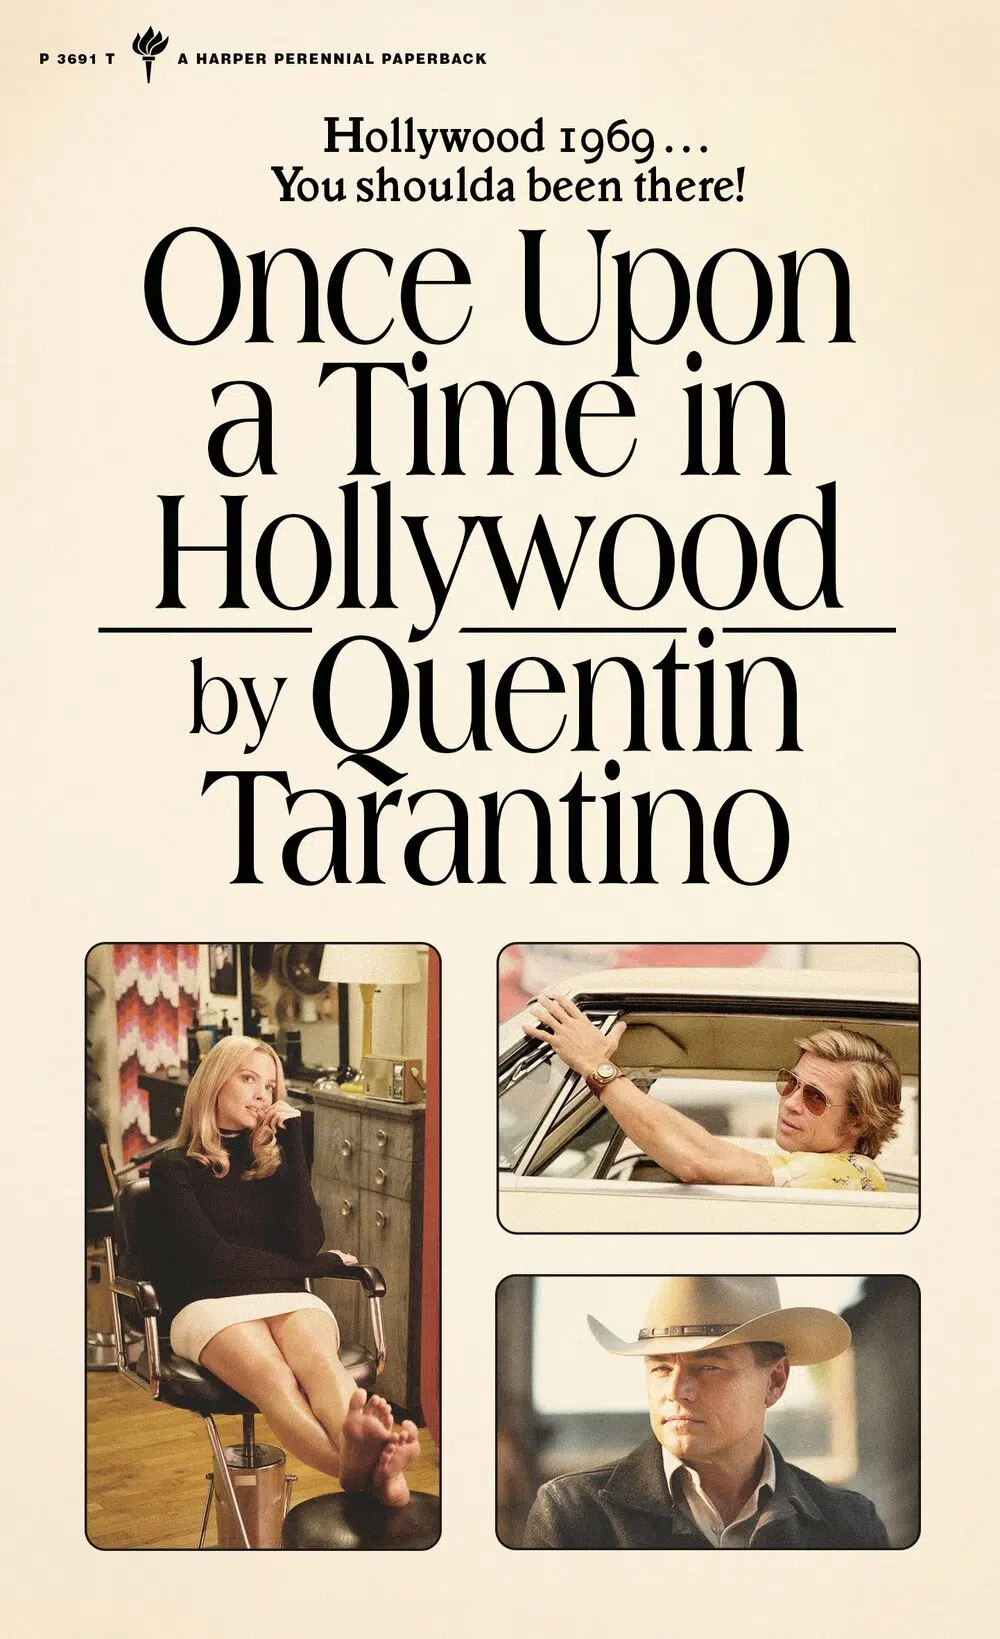 P 3691 T A HARPER PERENNIAL PAPERBACK
Hollywood 1969...
You shoulda been there!
Once Upon
a Time in
Hollywood
by Quentin
Tarantino